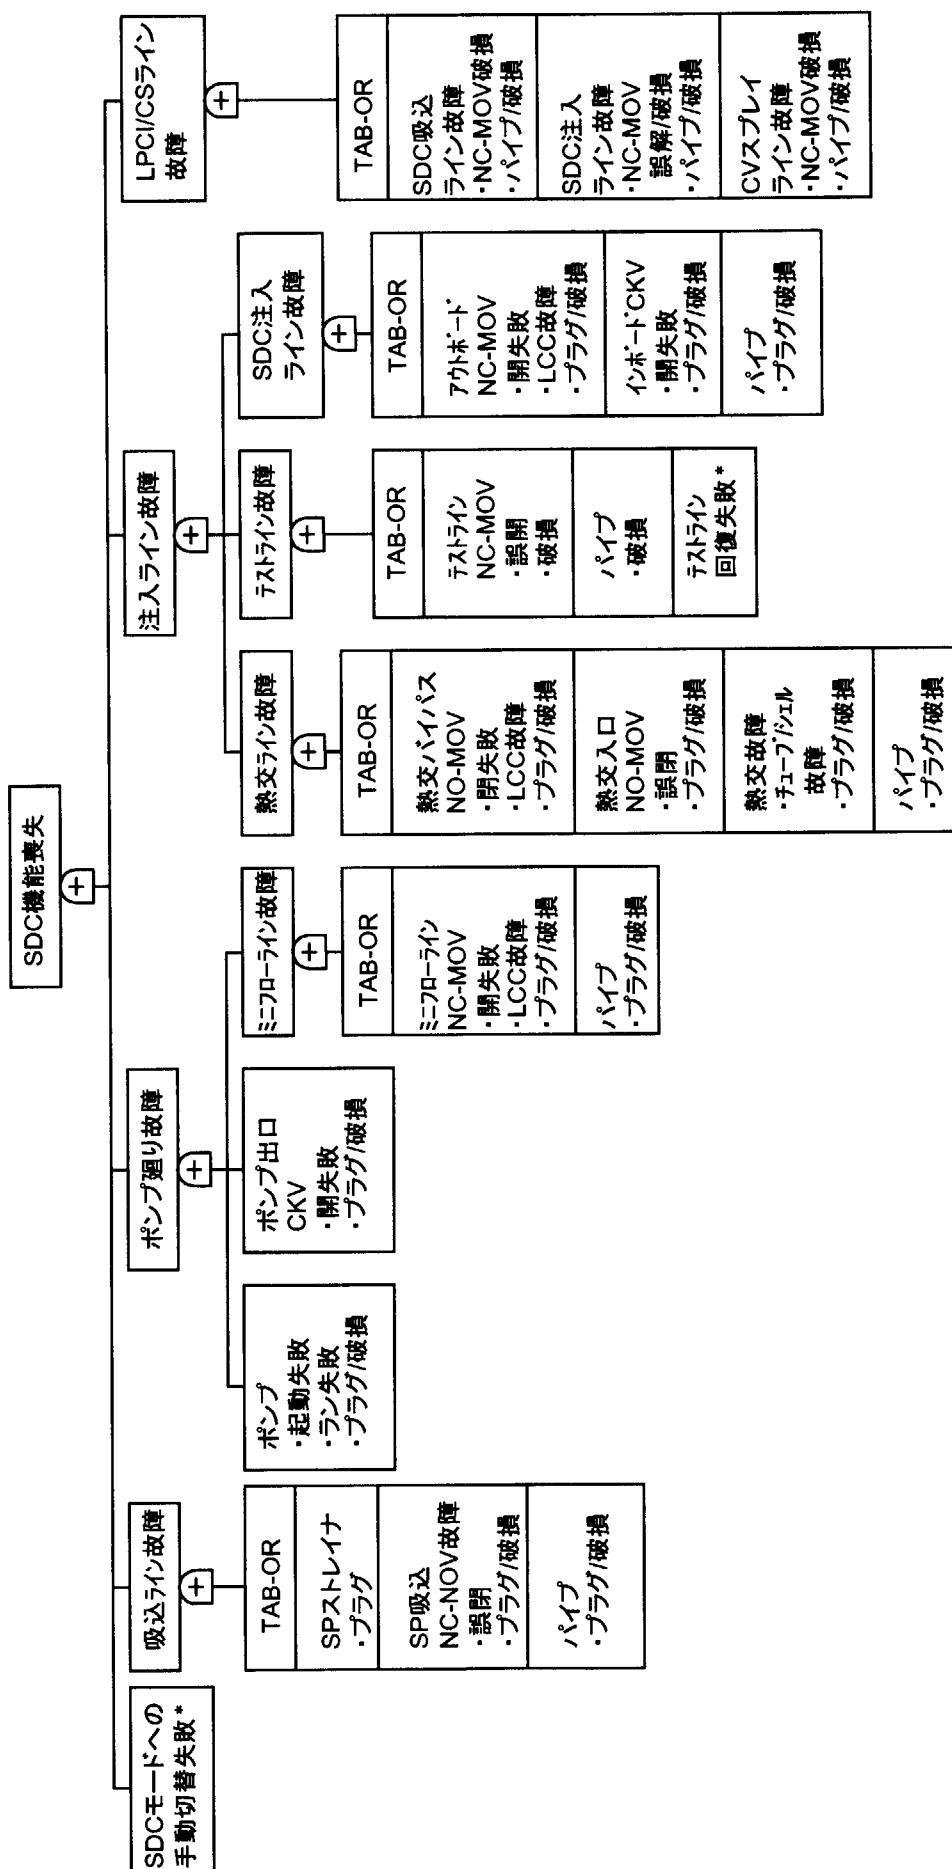 SDC機能喪失
SDCモードへの
手動切替失敗*
吸込ライン故障
TAB-OR
SPストレイナ
・プラグ
SP吸込
NC-NOV故障
・誤閉
・プラグ/破損
パイプ
・プラグ/破損
ポンプ廻り故障
ポンプ
・起動失敗
・ラン失敗
・プラグ/破損
ポンプ出口
CKV
・開失敗
・プラグ/破損
ミニフローライン故障
TAB-OR
ミニフローライン
NC-MOV
・開失敗
・LCC故障
・プラグ/破損
パイプ
・プラグ/破損
注入ライン故障
熱交ライン故障
TAB-OR
熱交バイパス
NO-MOV
・閉失敗
・LCC故障
・プラグ/破損
熱交入口
NO-MOV
・誤閉
・プラグ/破損
熱交故障
・チューブ/シェル
故障
・プラグ/破損
パイプ
・プラグ/破損
テストライン故障
TAB-OR
テストライン
NC-MOV
・誤開
・破損
パイプ
・破損
テストライン
回復失敗*
SDC注入
ライン故障
TAB-OR
アウトボード
NC-MOV
・開失敗
・LCC故障
・プラグ/破損
インボードCKV
・開失敗
・プラグ/破損
パイプ
・プラグ/破損
LPCI/CSライン
故障
TAB-OR
SDC吸込
ライン故障
・NC-MOV破損
・パイプ/破損
SDC注入
ライン故障
・NC-MOV
誤解/破損
・パイプ/破損
CVスプレイ
ライン故障
・NC-MOV破損
・パイプ/破損